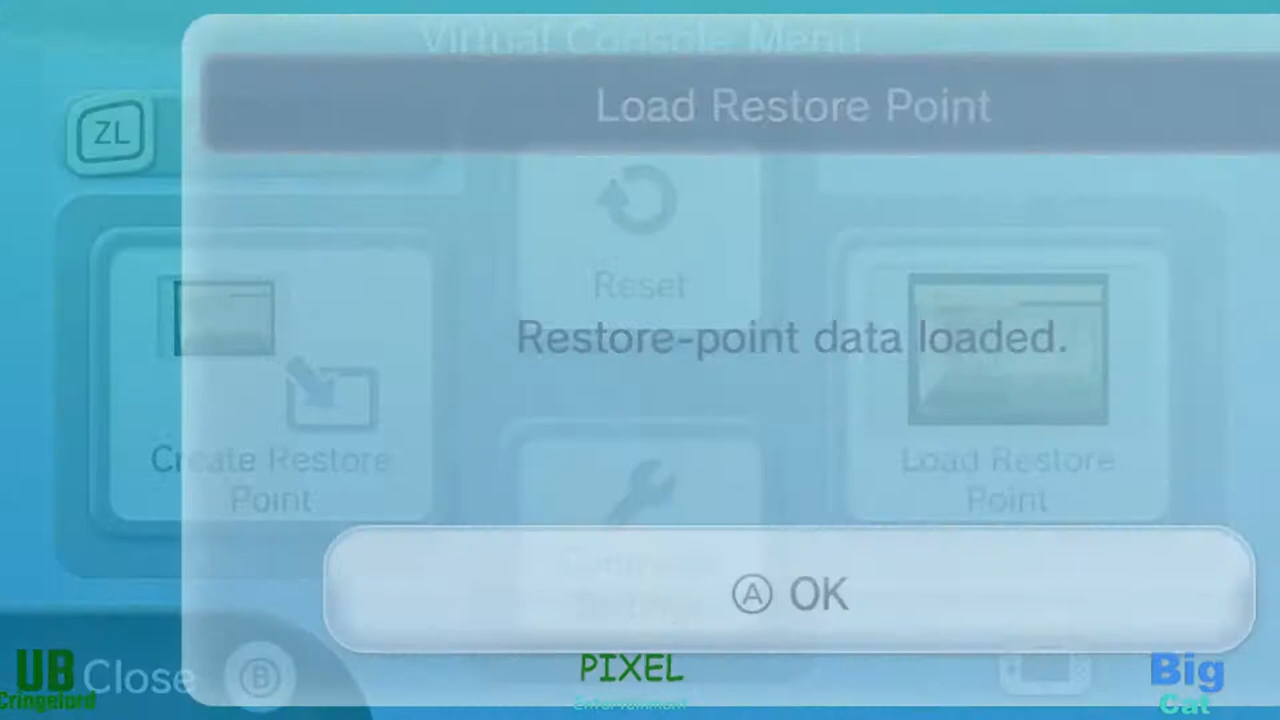 Virtual Console Menu
Load Restore Point
ZL
Reset
Restore-point data loaded.
Create Restore
Point
Load Restore
Point
A OK
Close B
UB
Cringelord
PIXEL
Entertainment
Big
Cat